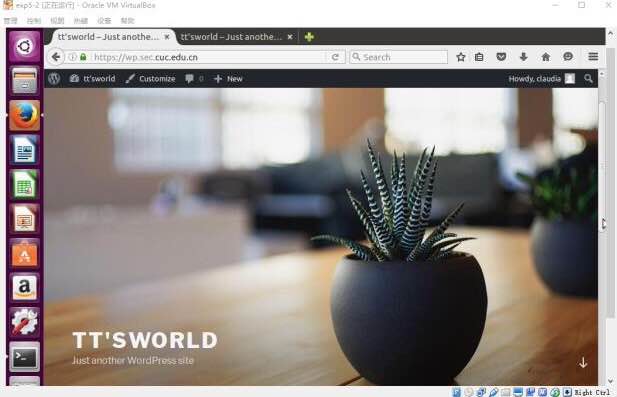 exp5-2 [正在运行] - Oracle VM VirtualBox
管理 控制 视图 热键 设备 帮助
tt'sworld – Just anothe... × tt'sworld – Just anothe... ×
https://wp.sec.cuc.edu.cn
Search
tt'sworld Customize 0 New
Howdy, claudia
TT'SWORLD
Just another WordPress site
Right Ctrl